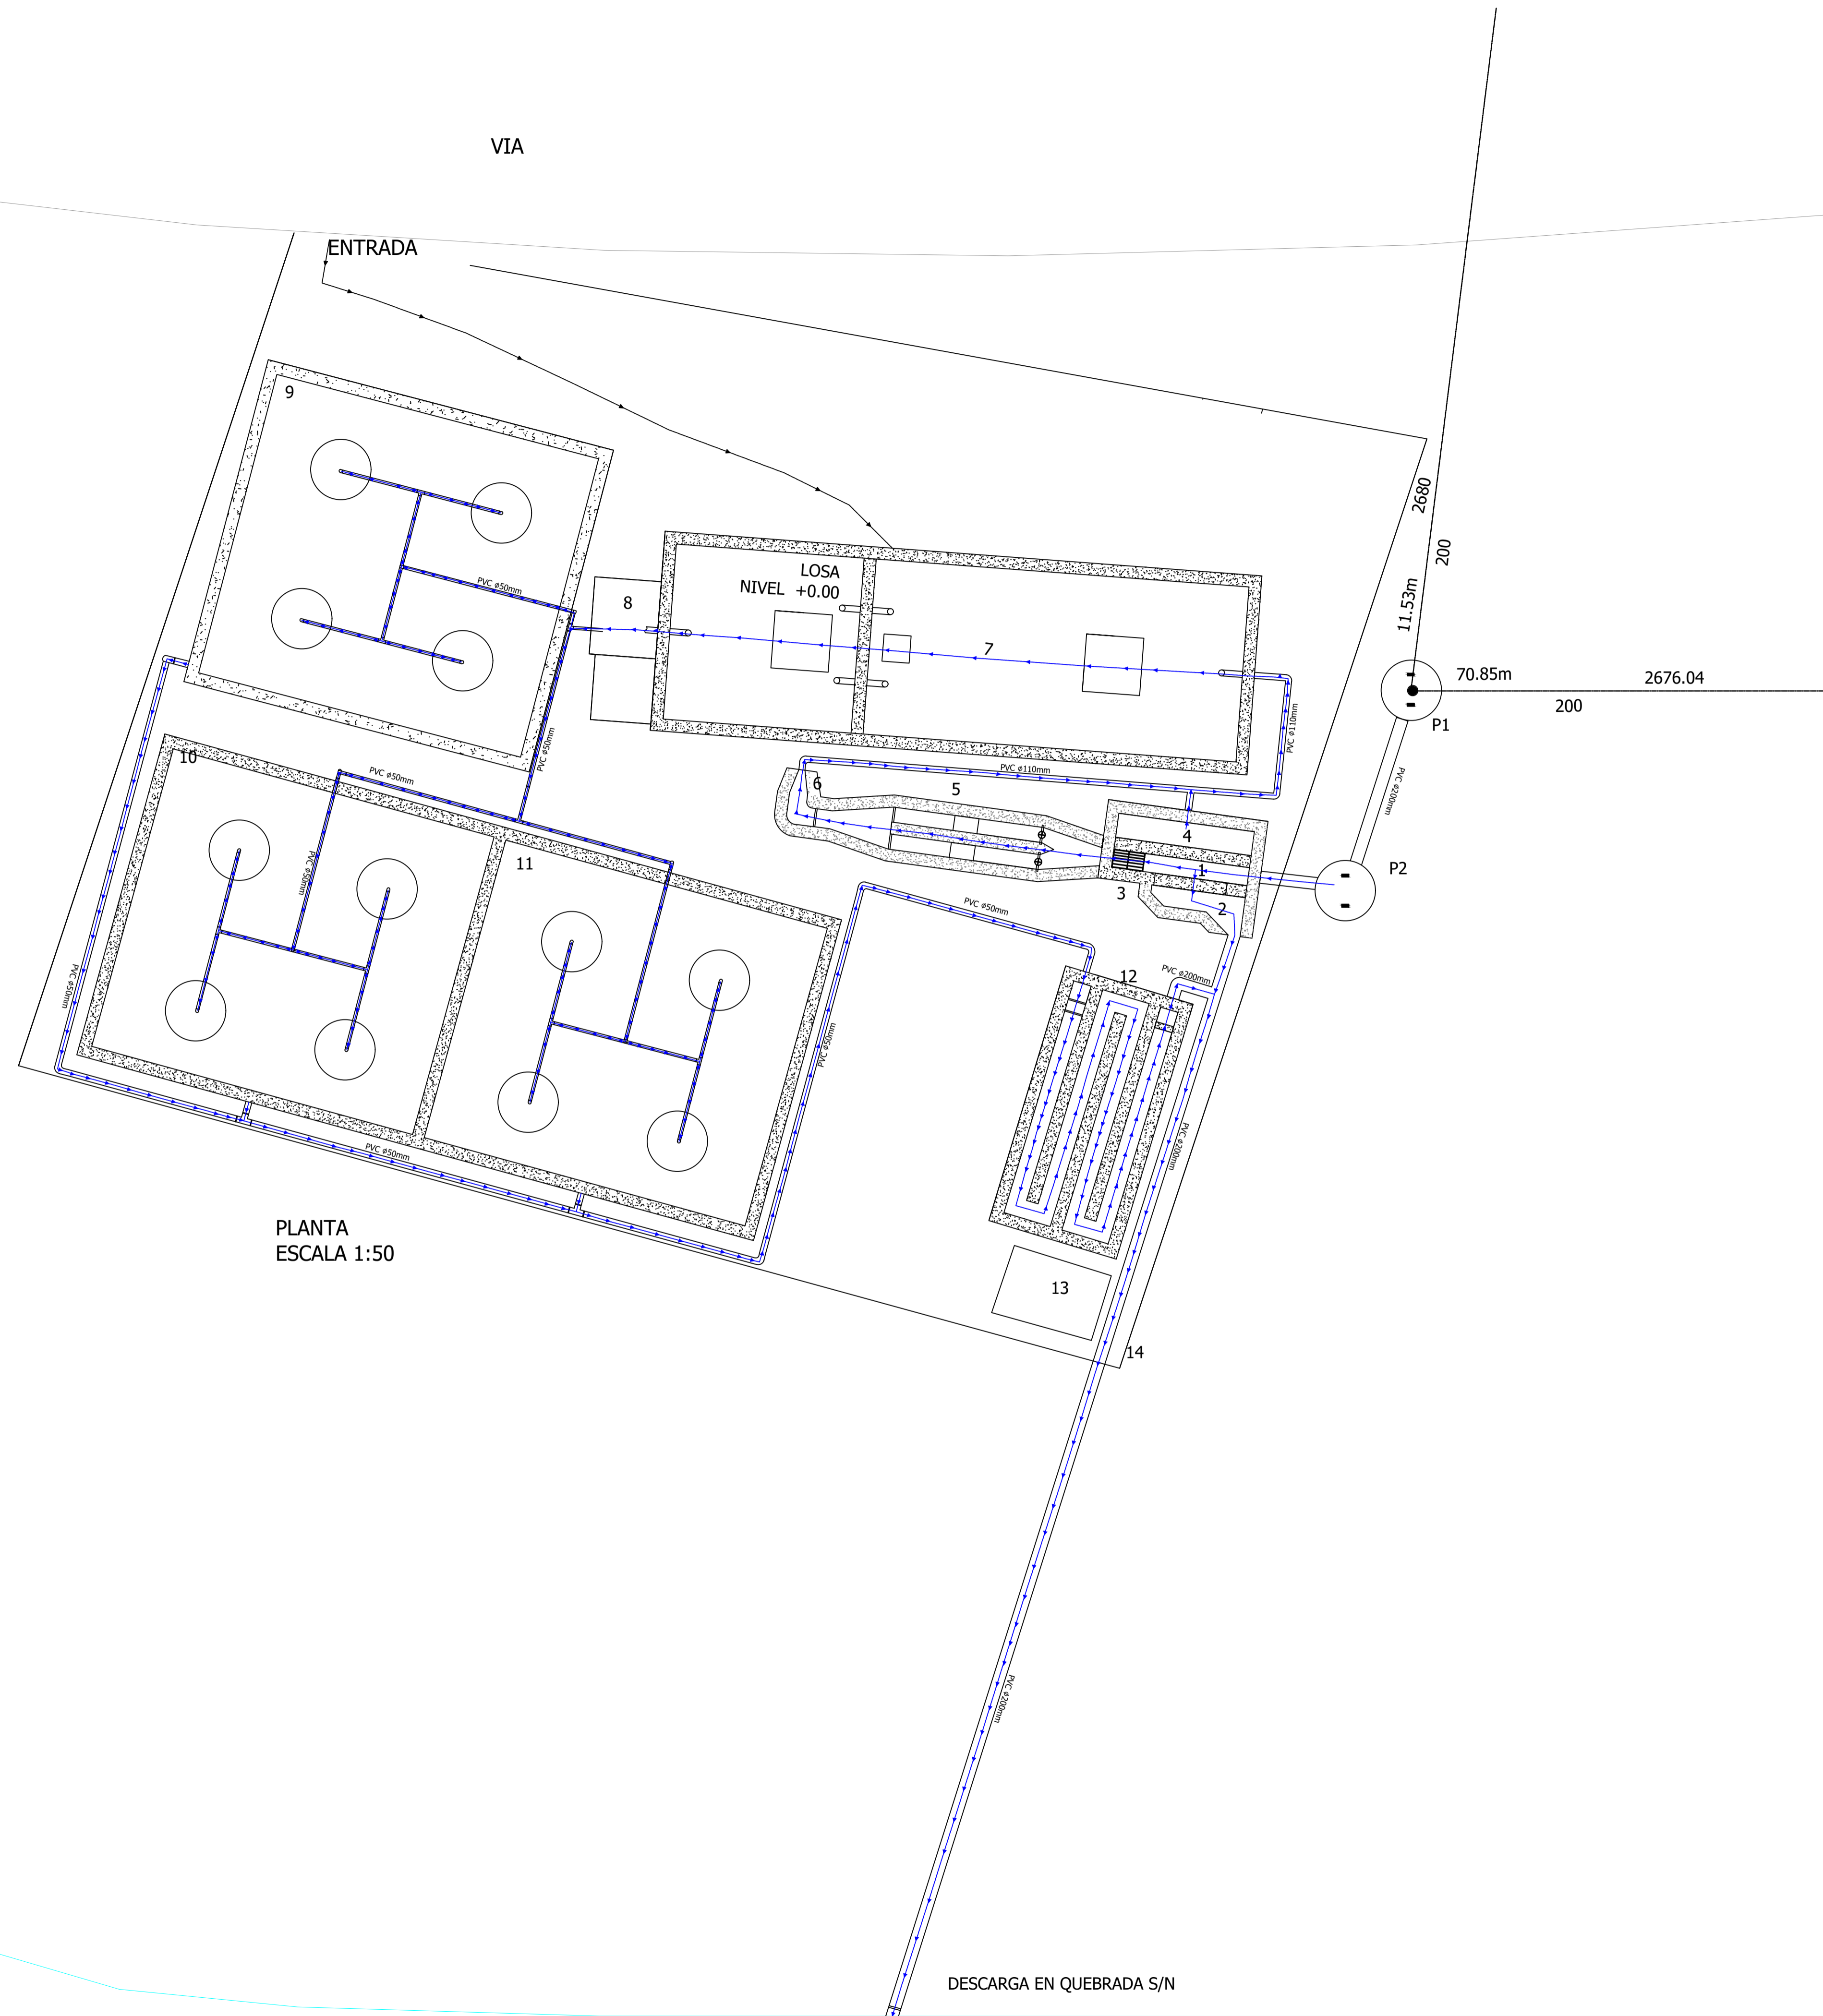 VIA
ENTRADA
9
2680
200
PVC ø50mm
LOSA
NIVEL +0.00
8
11.53m
7
70.85m
2676.04
200
P1
PVC ø110mm
PVC ø50mm
10
PVC ø50mm
PVC ø110mm
PVC ø200mm
6
5
4
11
PVC ø50mm
1
P2
3
2
PVC ø50mm
PVC ø50mm
12
PVC ø200mm
PVC ø50mm
PVC ø50mm
PVC ø200mm
PLANTA
ESCALA 1:50
13
14
PVC ø200mm
DESCARGA EN QUEBRADA S/N